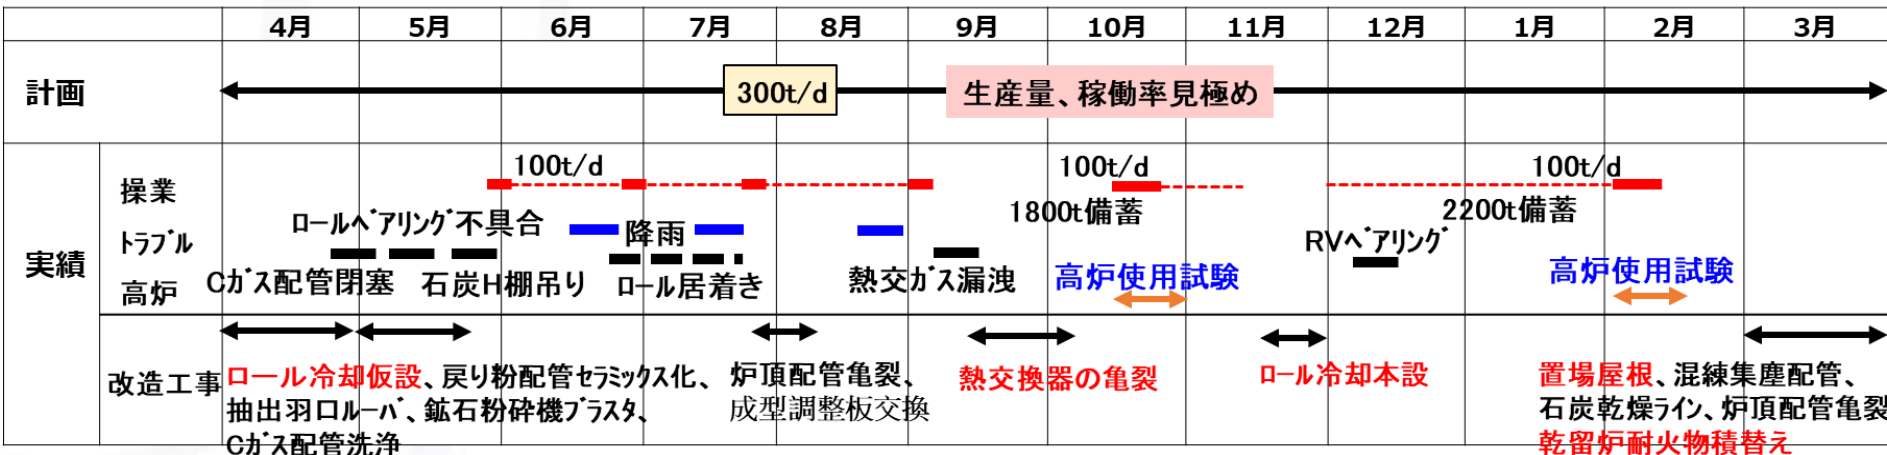 4月 5月 6月 7月 8月 9月 10月 11月 12月 1月 2月 3月
計画 300t/d 生産量、稼働率見極め
実績
操業 100t/d 100t/d 100t/d
1800t備蓄 2200t備蓄
トラブル ロールベアリング不具合 降雨 RVベアリング
高炉 Cガス配管閉塞 石炭H棚吊り ロール居着き 熱交ガス漏洩 高炉使用試験 高炉使用試験
改造工事
ロール冷却仮設、戻り粉配管セラミックス化、
抽出羽口ルーバ、鉱石粉砕機ブラスタ、
Cガス配管洗浄
炉頂配管亀裂、
成型調整板交換
熱交換器の亀裂
ロール冷却本設
置場屋根、混練集塵配管、
石炭乾燥ライン、炉頂配管亀裂
乾留炉耐火物積替え